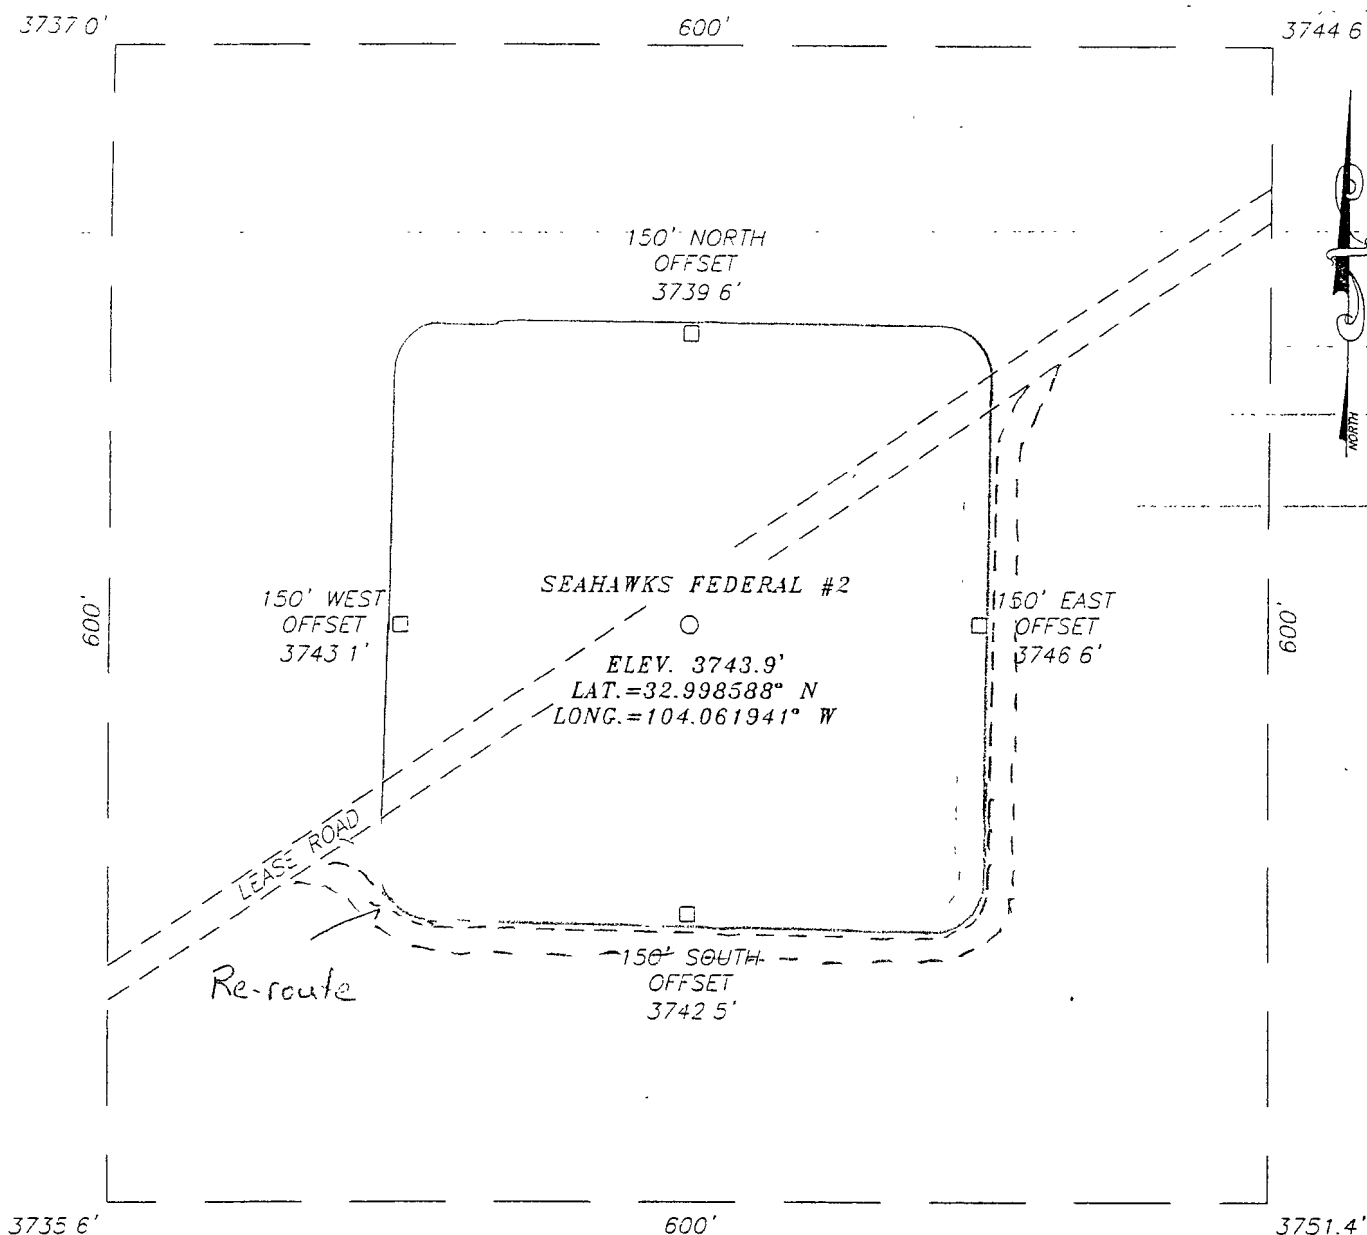 3737 0'
600'
3744 6
150' NORTH
OFFSET
3739 6'
NORTH
SEAHAWKS FEDERAL #2
150' WEST
OFFSET
3743 1'
150' EAST
OFFSET
3746 6'
600'
600'
ELEV. 3743.9'
LAT.=32.998588° N
LONG.=104.061941° W
LEASE ROAD
Re-route
150' SOUTH
OFFSET
3742 5'
3735 6'
600'
3751.4'